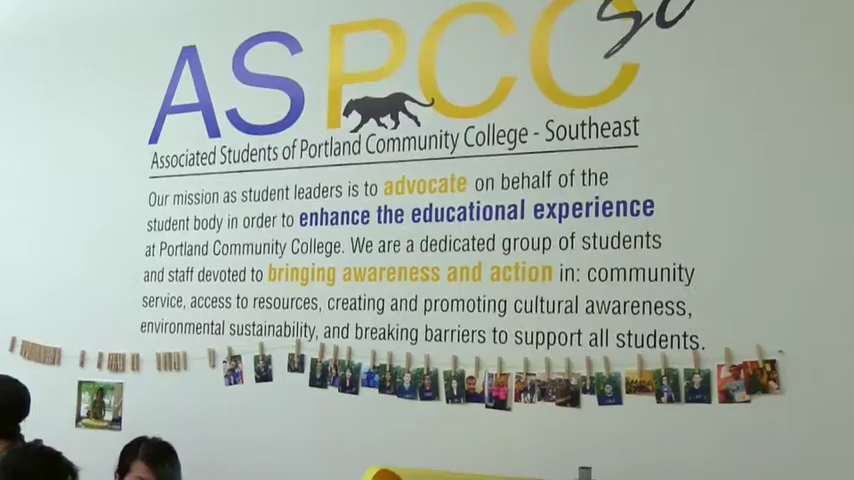 ASPCC
Associated Students of Portland Community College - Southeast
Our mission as student leaders is to advocate on behalf of the
student body in order to enhance the educational experience
at Portland Community College. We are a dedicated group of students
and staff devoted to bringing awareness and action in: community
service, access to resources, creating and promoting cultural awareness,
environmental sustainability, and breaking barriers to support all students.